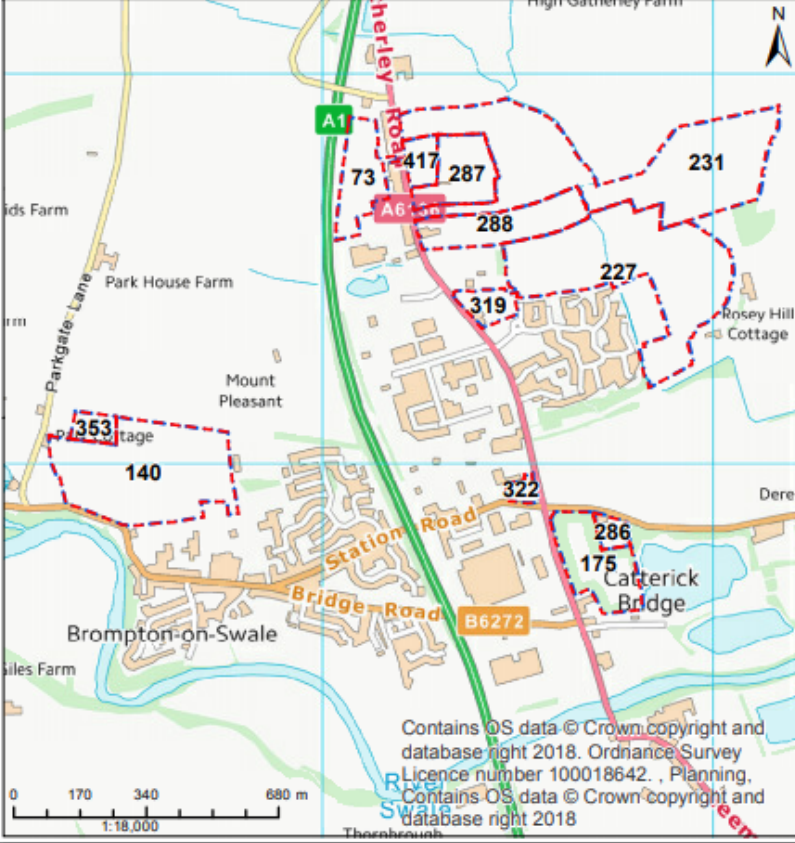 High Gatherley Farm
N
therley Road
A1
417
287
73
231
A6136
288
ids Farm
227
Park House Farm
Parkgate Lane
319
Rosey Hill
Cottage
Mount
Pleasant
353
Cottage
140
322
Dere
Station Road
286
175
Catterick
Bridge
Bridge Road
B6272
Brompton-on-Swale
Giles Farm
Contains OS data © Crown copyright and
database right 2018. Ordnance Survey
Licence number 100018642. , Planning,
Contains OS data © Crown copyright and
database right 2018
River
Swale
0 170 340 680 m
1:18,000
Thornbrough